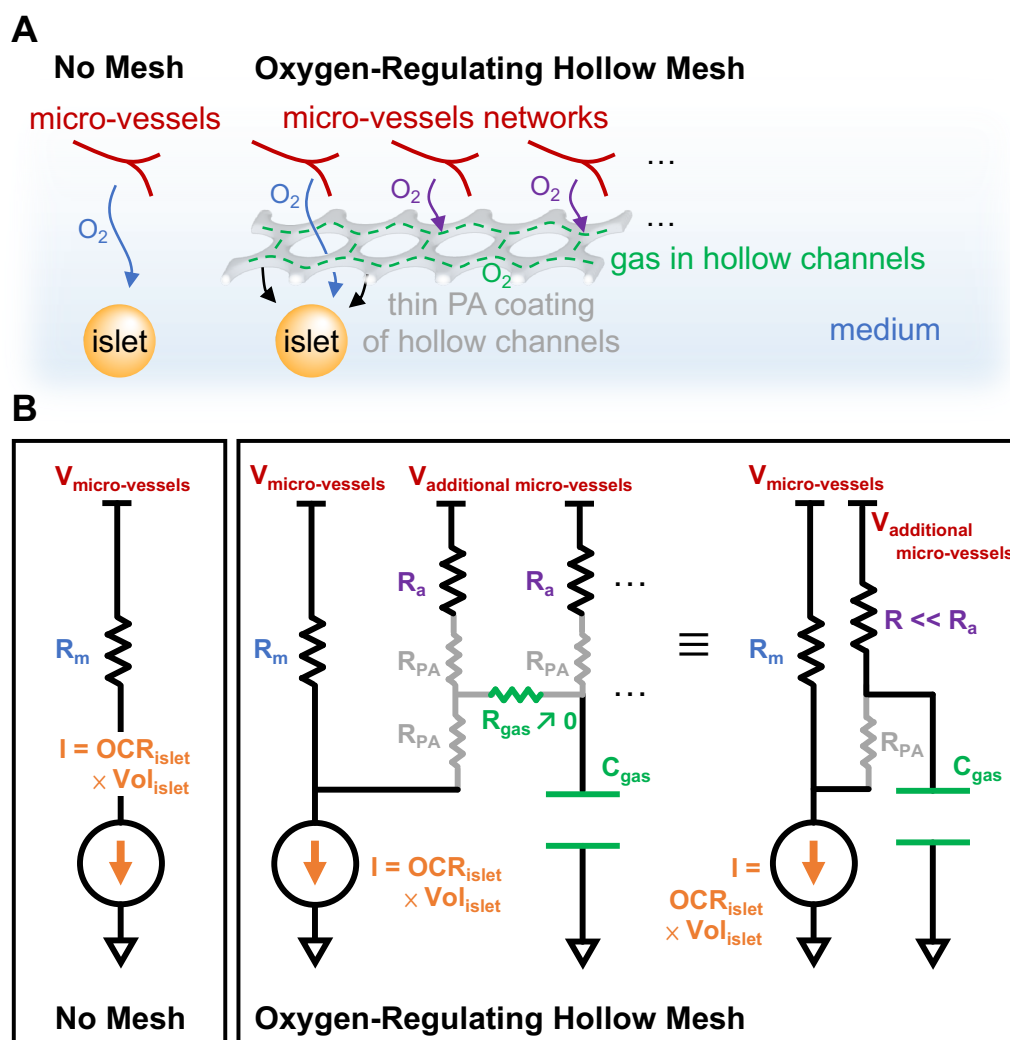 A
No Mesh
Oxygen-Regulating Hollow Mesh
micro-vessels
micro-vessels networks
...
O2
O2
O2
O2
...
gas in hollow channels
O2
thin PA coating
of hollow channels
islet
islet
medium
B
Vmicro-vessels
Vmicro-vessels
Vadditional micro-vessels
Vmicro-vessels
Vadditional
micro-vessels
Ra
Ra
...
R << Ra
Rm
Rm
RPA
RPA
≡
Rm
...
Rgas ↗ 0
RPA
RPA
I = OCRislet
× Volislet
Cgas
Cgas
I = OCRislet
× Volislet
I =
OCRislet
× Volislet
No Mesh
Oxygen-Regulating Hollow Mesh